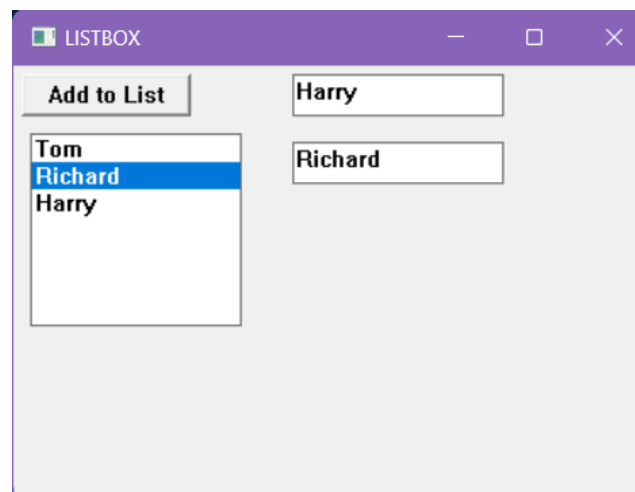 LISTBOX
Add to List
Harry
Tom
Richard
Harry
Richard